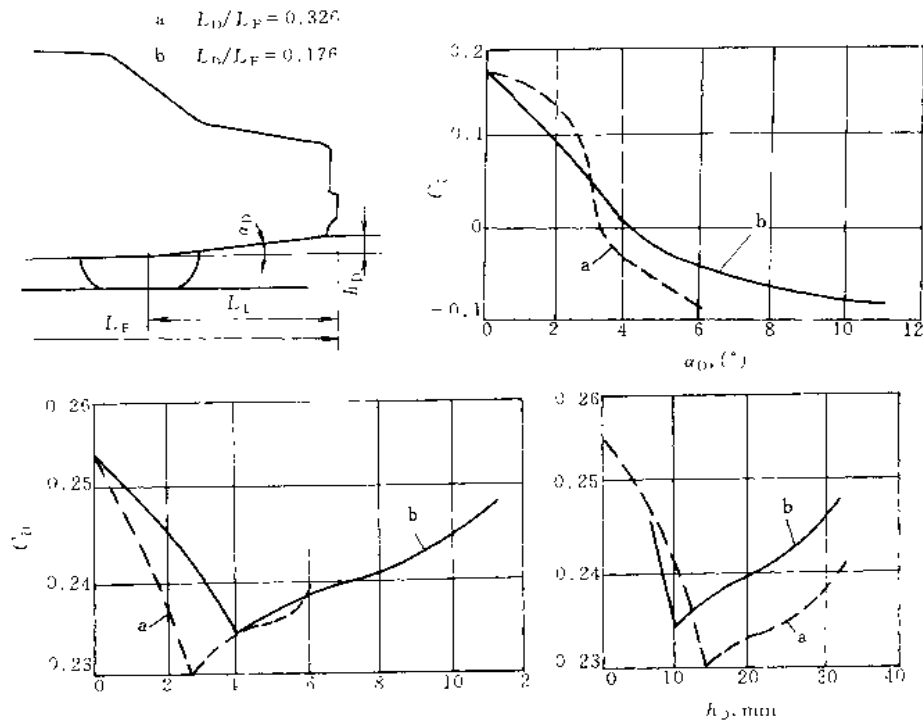 a L_D/L_F=0.326
b L_D/L_F=0.176
α_D
h_D
L_L
L_F
0.2
0.1
0
-0.1
C
a
b
0 2 4 6 8 10 12
α_D, (°)
0.26
0.25
0.24
0.23
C_D
a
b
0 2 4 6 8 10 12
0.26
0.25
0.24
0.23
b
a
0 10 20 30 40
h_D, mm